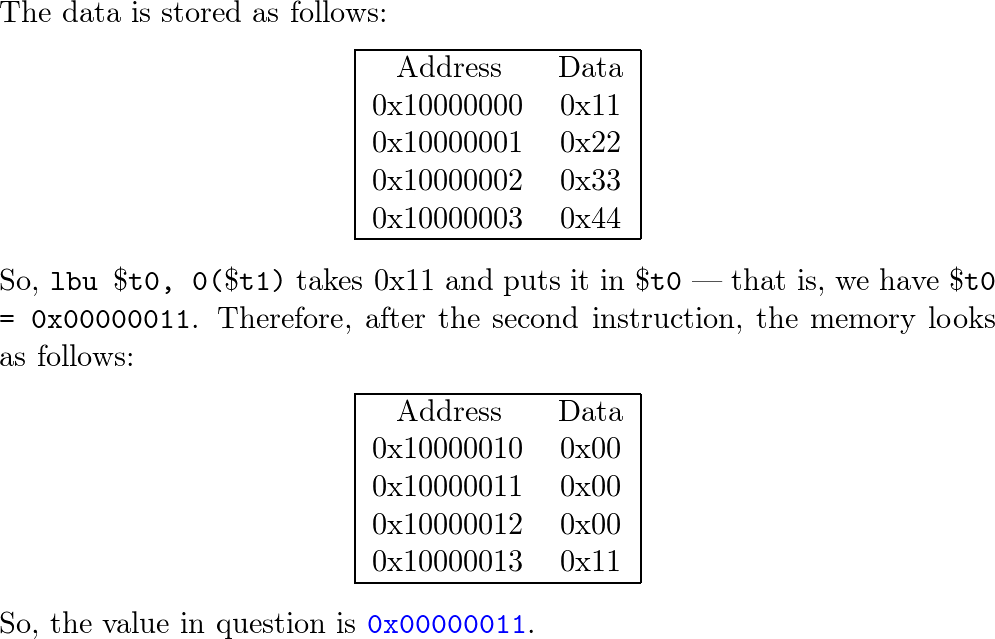 The data is stored as follows:
Address Data
0x10000000 0x11
0x10000001 0x22
0x10000002 0x33
0x10000003 0x44
So, lbu $t0, 0($t1) takes 0x11 and puts it in $t0 — that is, we have $t0
= 0x00000011. Therefore, after the second instruction, the memory looks
as follows:
Address Data
0x10000010 0x00
0x10000011 0x00
0x10000012 0x00
0x10000013 0x11
So, the value in question is 0x00000011.